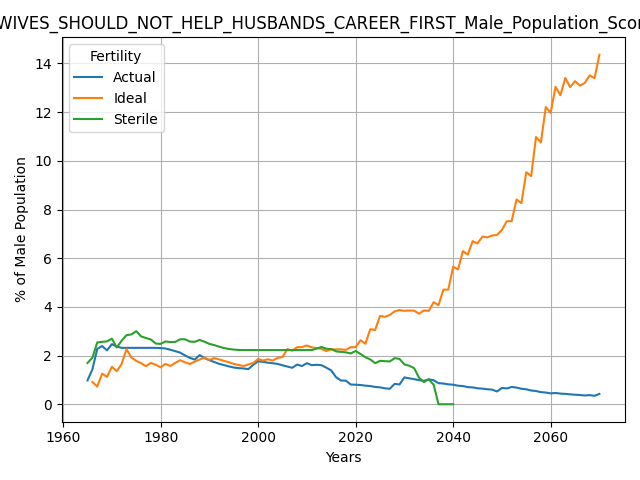 WIVES_SHOULD_NOT_HELP_HUSBANDS_CAREER_FIRST_Male_Population_Scor
Fertility
Actual
Ideal
Sterile
% of Male Population
14
12
10
8
6
4
2
0
1960 1980 2000 2020 2040 2060
Years